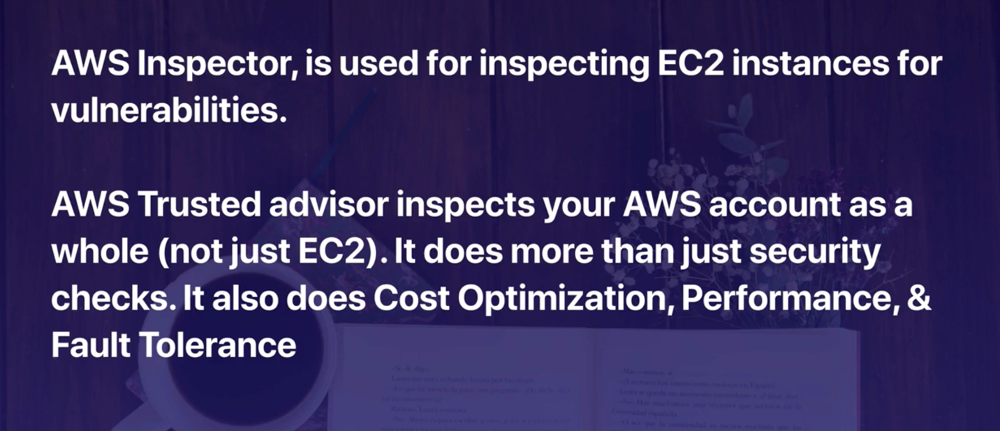 AWS Inspector, is used for inspecting EC2 instances for
vulnerabilities.
AWS Trusted advisor inspects your AWS account as a
whole (not just EC2). It does more than just security
checks. It also does Cost Optimization, Performance, &
Fault Tolerance